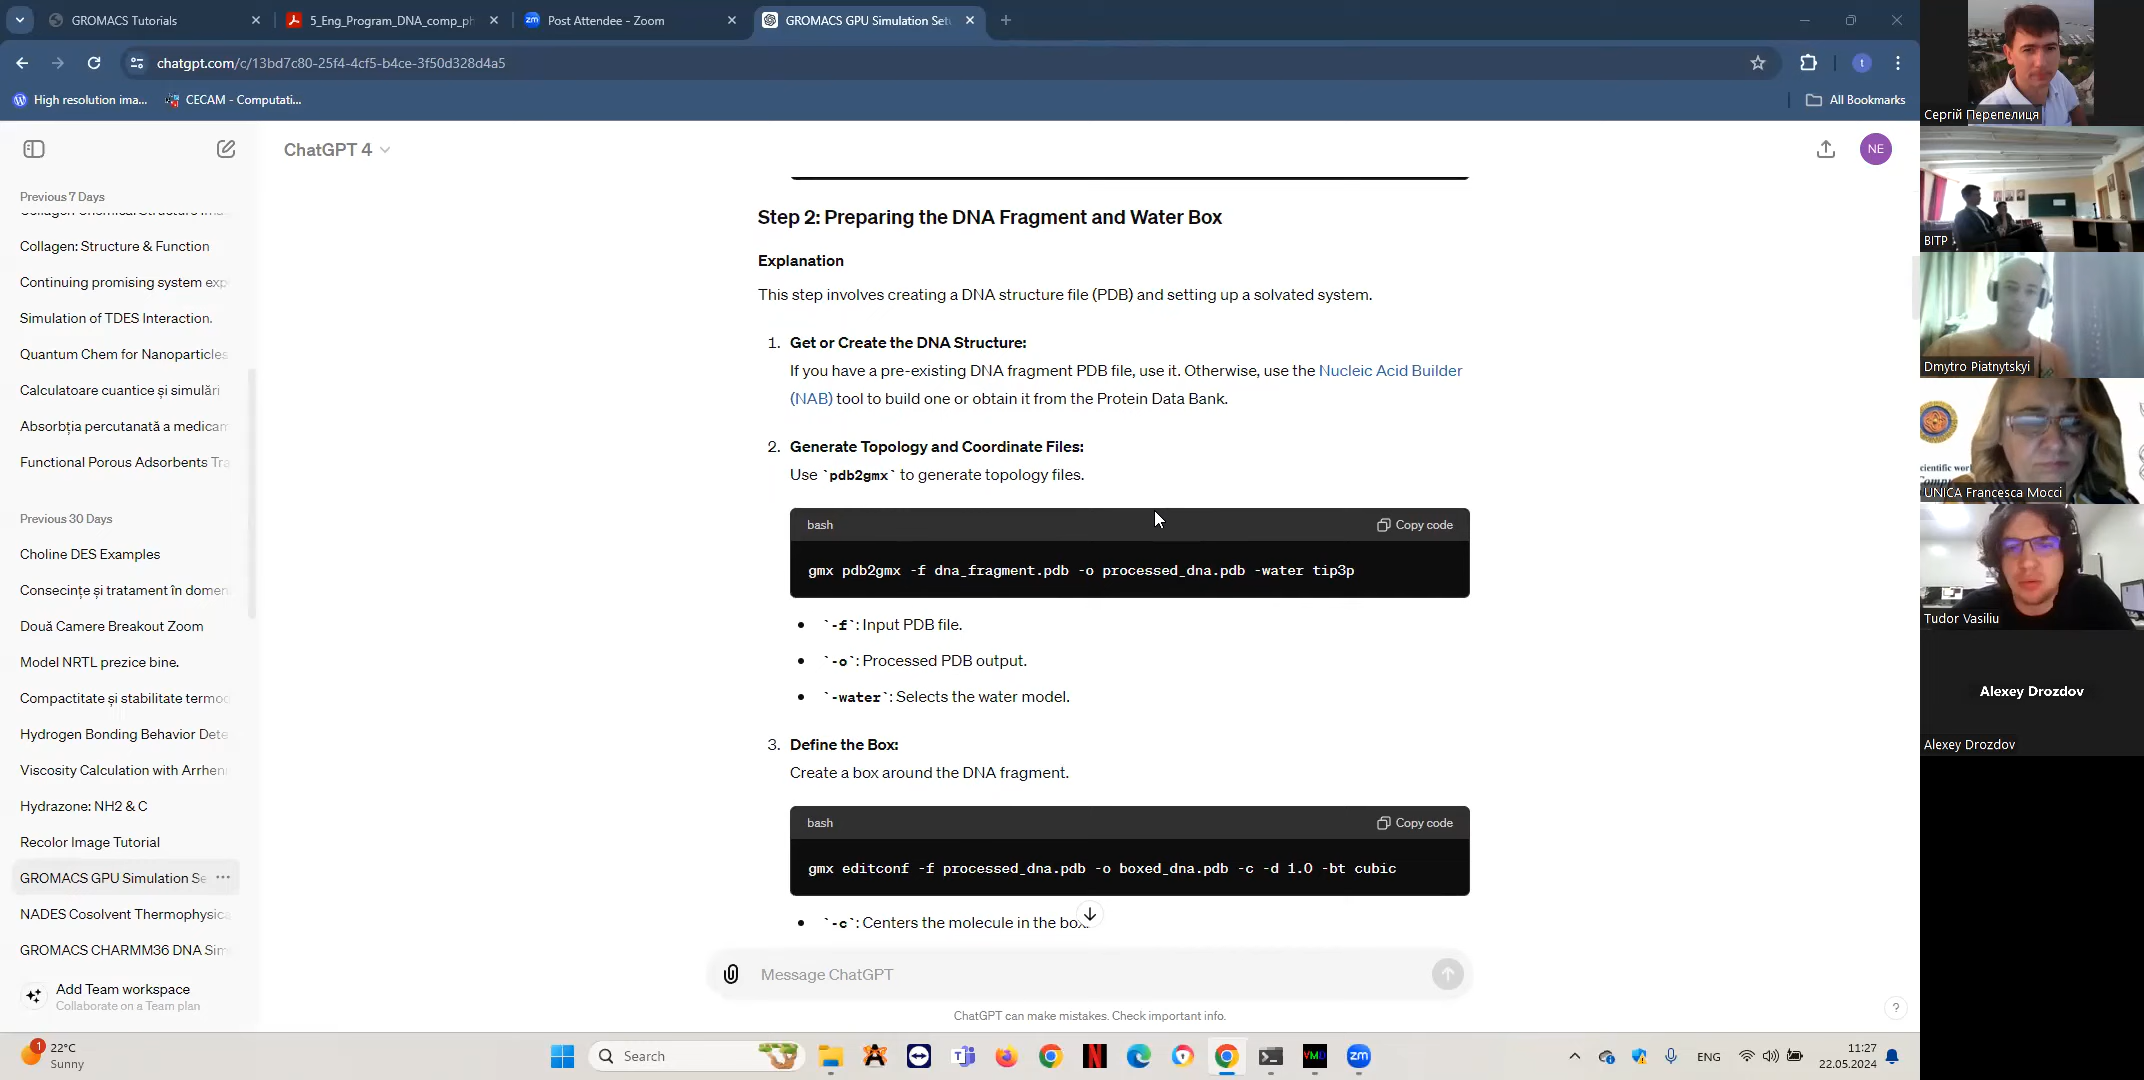 GROMACS Tutorials
5_Eng_Program_DNA_comp_ph
Post Attendee - Zoom
GROMACS GPU Simulation Set
chatgpt.com/c/13bd7c80-25f4-4cf5-b4ce-3f50d328d4a5
t
High resolution ima...
CECAM - Computati...
All Bookmarks
ChatGPT 4
NE
Previous 7 Days
Collagen: Structure & Function
Continuing promising system exp
Simulation of TDES Interaction.
Quantum Chem for Nanoparticles
Calculatoare cuantice și simulări
Absorbția percutanată a medicam
Functional Porous Adsorbents Tra
Previous 30 Days
Choline DES Examples
Consecințe și tratament în domen
Două Camere Breakout Zoom
Model NRTL prezice bine.
Compactitate și stabilitate termod
Hydrogen Bonding Behavior Dete
Viscosity Calculation with Arrhen
Hydrazone: NH2 & C
Recolor Image Tutorial
GROMACS GPU Simulation Se ...
NADES Cosolvent Thermophysica
GROMACS CHARMM36 DNA Sim
Add Team workspace
Collaborate on a Team plan
Step 2: Preparing the DNA Fragment and Water Box
Explanation
This step involves creating a DNA structure file (PDB) and setting up a solvated system.
1. Get or Create the DNA Structure:
If you have a pre-existing DNA fragment PDB file, use it. Otherwise, use the Nucleic Acid Builder
(NAB) tool to build one or obtain it from the Protein Data Bank.
2. Generate Topology and Coordinate Files:
Use `pdb2gmx` to generate topology files.
bash
Copy code
gmx pdb2gmx -f dna_fragment.pdb -o processed_dna.pdb -water tip3p
• `-f`: Input PDB file.
• `-o`: Processed PDB output.
• `-water`: Selects the water model.
3. Define the Box:
Create a box around the DNA fragment.
bash
Copy code
gmx editconf -f processed_dna.pdb -o boxed_dna.pdb -c -d 1.0 -bt cubic
• `-c`: Centers the molecule in the box.
Message ChatGPT
ChatGPT can make mistakes. Check important info.
?
Сергій Перепелиця
BITP
Dmytro Piatnytskyi
UNICA Francesca Mocci
Tudor Vasiliu
Alexey Drozdov
Alexey Drozdov
1
22°C
Sunny
Search
zm
ENG
11:27
22.05.2024